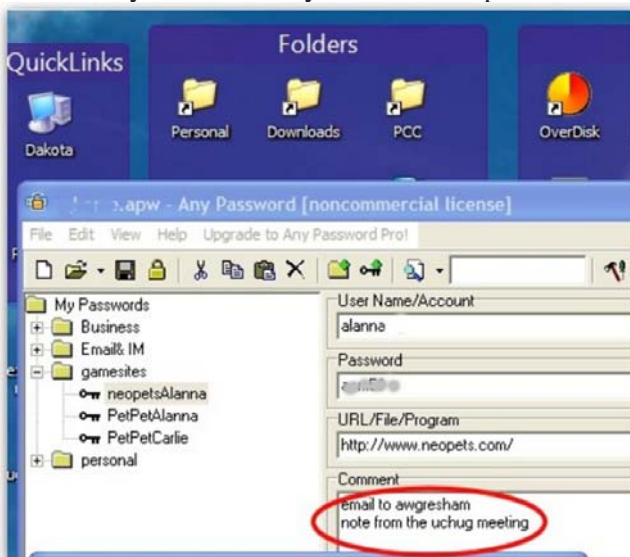 Folders
QuickLinks
Personal
Downloads
PCC
OverDisk
Dakota
.apw - Any Password [noncommercial license]
File Edit View Help Upgrade to Any Password Pro!
My Passwords
Business
Email& IM
gamesites
neopetsAlanna
PetPetAlanna
PetPetCarlie
personal
User Name/Account
alanna
Password
URL/File/Program
http://www.neopets.com/
Comment
email to awgresham
note from the uchug meeting